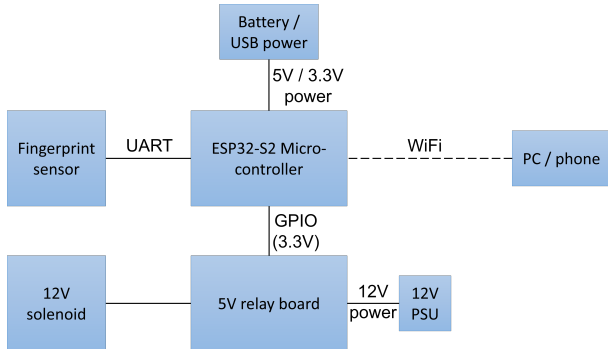 Battery /
USB power
5V / 3.3V
power
Fingerprint
sensor
UART
ESP32-S2 Micro-
controller
WiFi
PC / phone
GPIO
(3.3V)
12V
solenoid
5V relay board
12V
power
12V
PSU